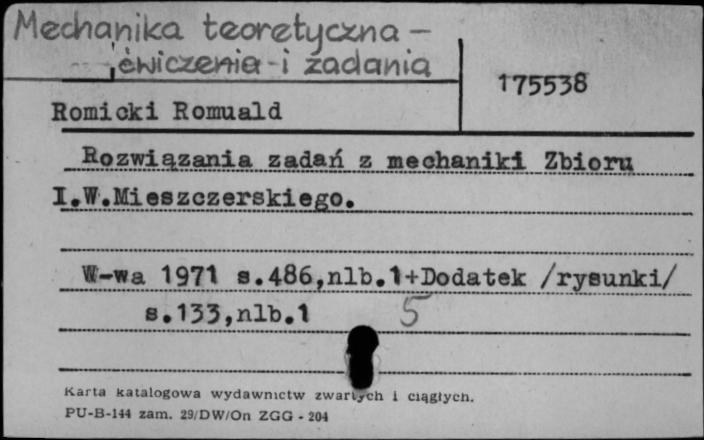 Mechanika teoretyczna –
ćwiczenia i zadania
175538
Romicki Romuald
Rozwiązania zadań z mechaniki Zbioru
I.W.Mieszczerskiego.
W-wa 1971 s.486,nlb.1+Dodatek /rysunki/
s.133,nlb.1 5
Karta katalogowa wydawnictw zwartych i ciągłych.
PU-B-144 zam. 29/DW/On ZGG - 204